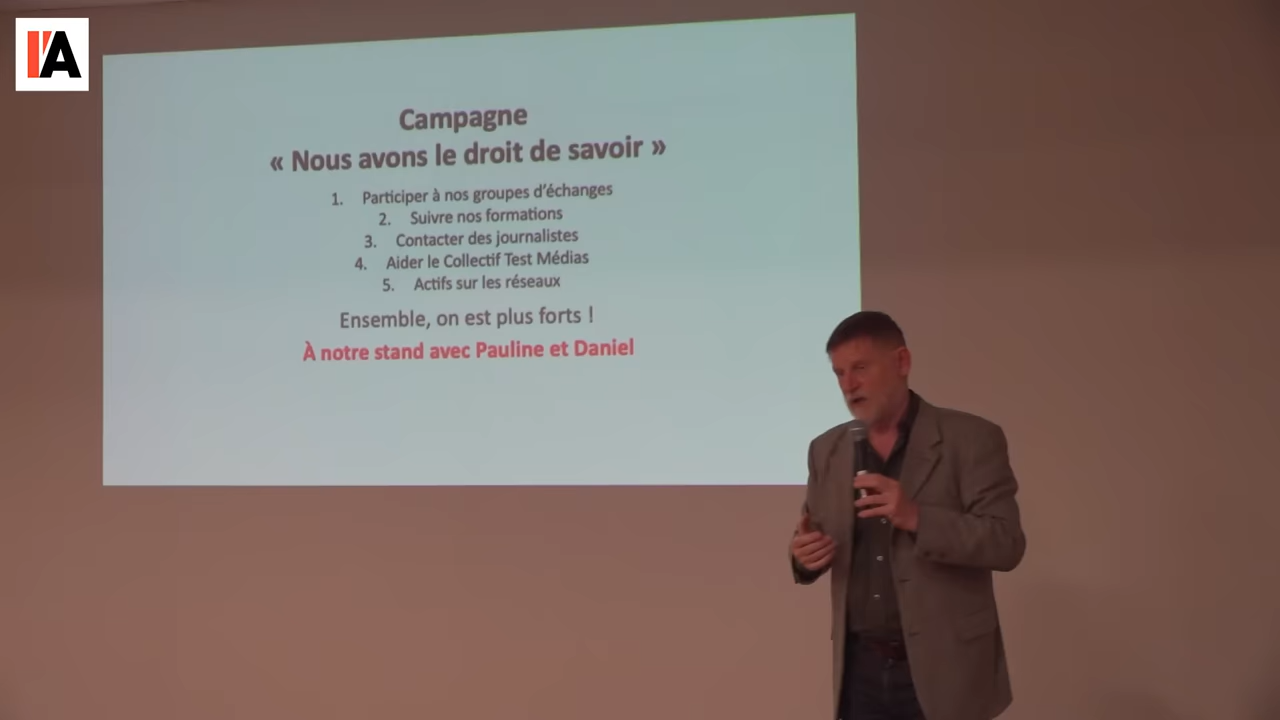 I'A
Campagne
« Nous avons le droit de savoir »
1. Participer à nos groupes d'échanges
2. Suivre nos formations
3. Contacter des journalistes
4. Aider le Collectif Test Médias
5. Actifs sur les réseaux
Ensemble, on est plus forts !
À notre stand avec Pauline et Daniel